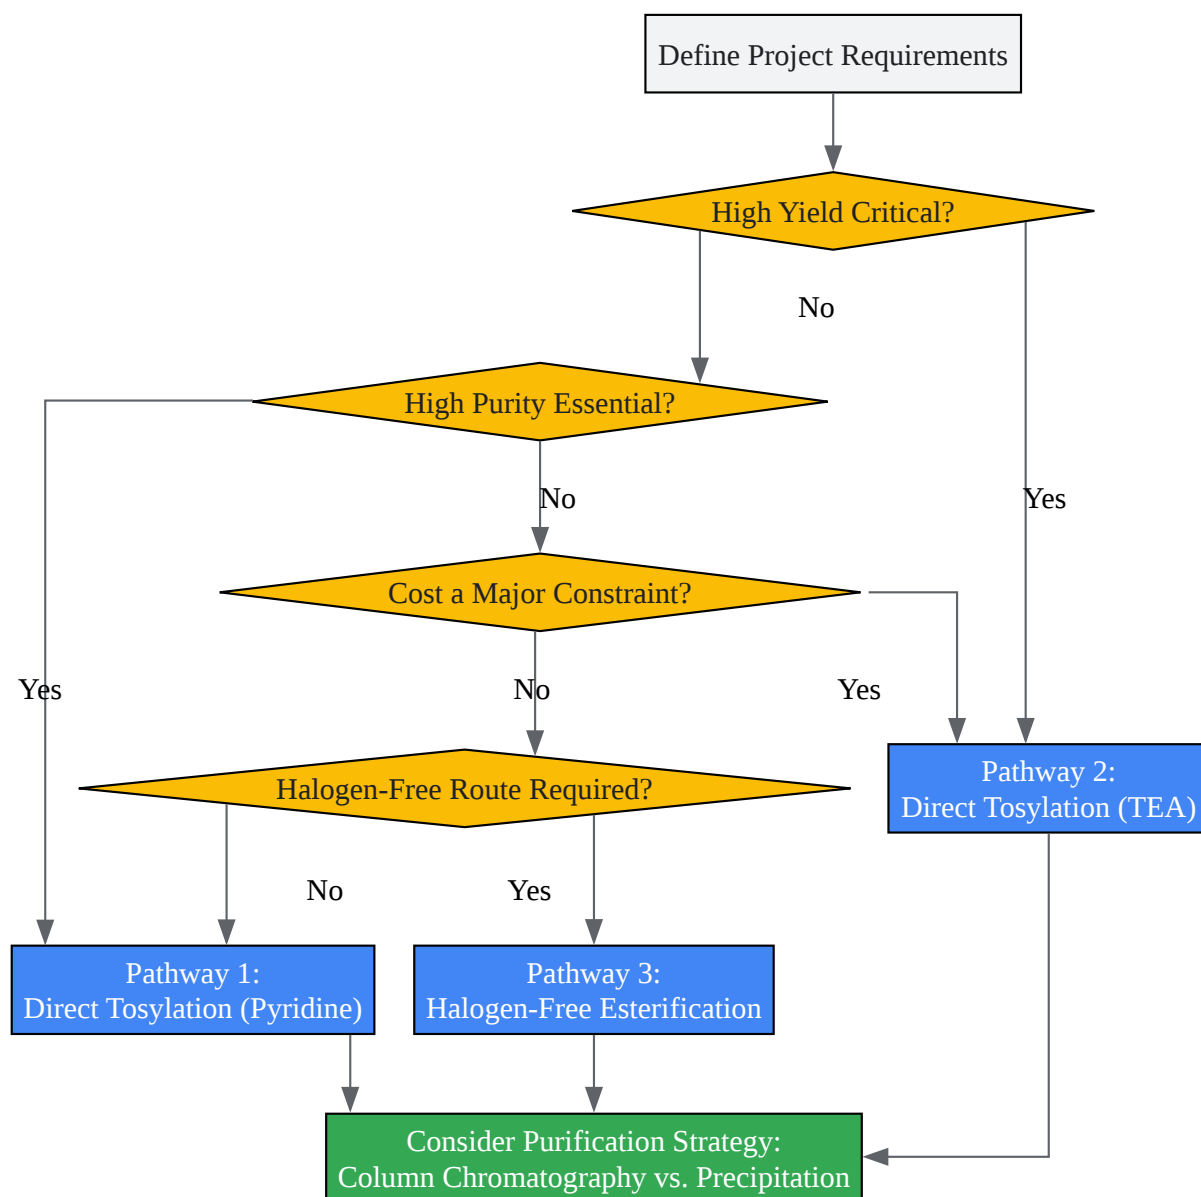 Define Project Requirements
High Yield Critical?
No
High Purity Essential?
No
Yes
Cost a Major Constraint?
Yes
No
Yes
Pathway 2:
Direct Tosylation (TEA)
Halogen-Free Route Required?
No
Yes
Pathway 1:
Direct Tosylation (Pyridine)
Pathway 3:
Halogen-Free Esterification
Consider Purification Strategy:
Column Chromatography vs. Precipitation